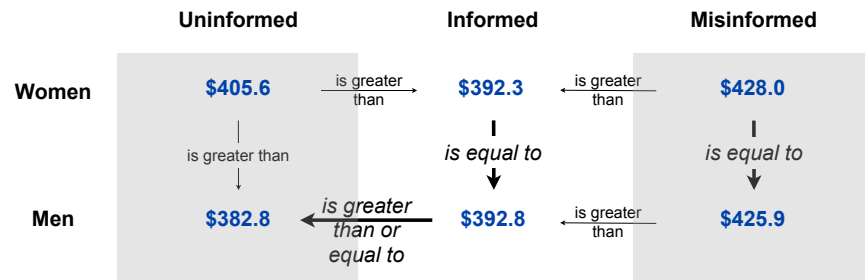 Uninformed Informed Misinformed
Women $405.6 is greater than $392.3 is greater than $428.0
is greater than is equal to is equal to
Men $382.8 is greater than or equal to $392.8 is greater than $425.9